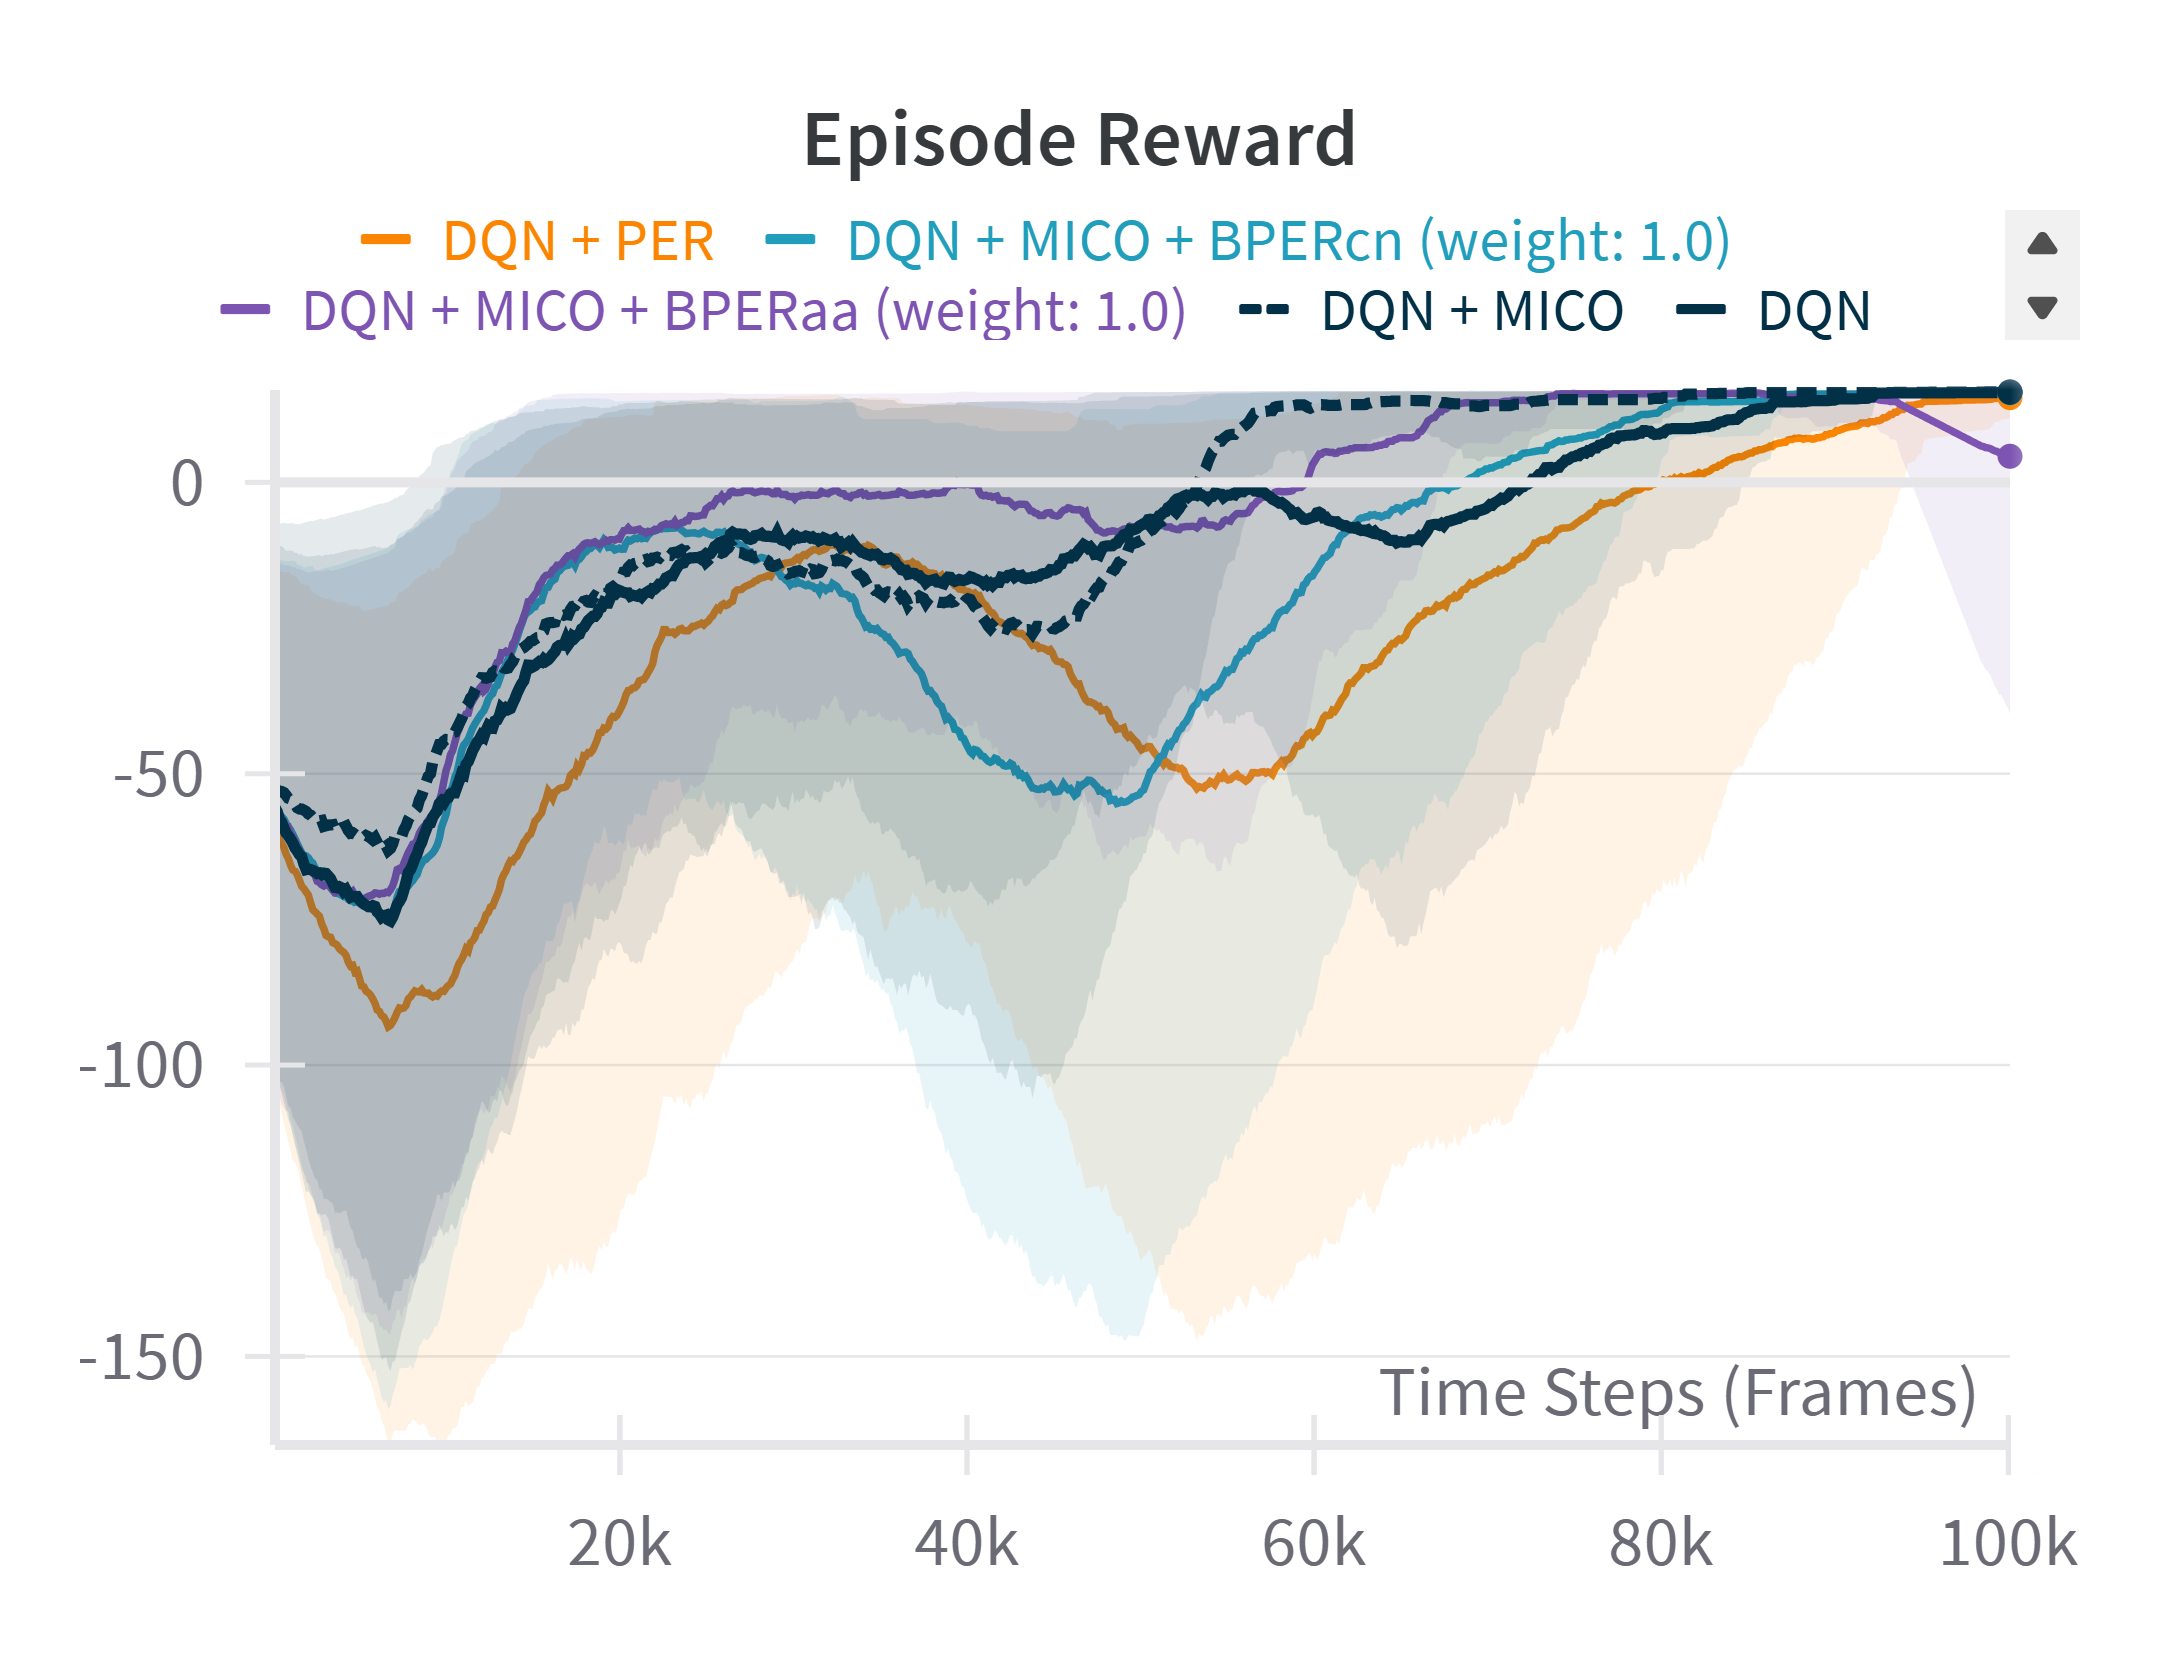 Episode Reward
DQN + PER DQN + MICO + BPERcn (weight: 1.0)
DQN + MICO + BPERaa (weight: 1.0) DQN + MICO DQN
0
-50
-100
-150
Time Steps (Frames)
20k 40k 60k 80k 100k